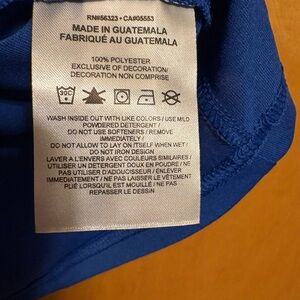 RN#56323 • CA#05553
MADE IN GUATEMALA
FABRIQUÉ AU GUATEMALA
100% POLYESTER
EXCLUSIVE OF DECORATION/
DECORATION NON COMPRISE
30C
WASH INSIDE OUT WITH LIKE COLORS / USE MILD
POWDERED DETERGENT /
DO NOT USE SOFTENERS / REMOVE
IMMEDIATELY /
DO NOT ALLOW TO LAY ON ITSELF WHEN WET /
DO NOT IRON DESIGN
LAVER A L'ENVERS AVEC COULEURS SIMILAIRES /
UTILISER UN DETERGENT DOUX EN POUDRE / NE
PAS UTILISER D'ADOUCISSEUR / ENLEVER
IMMEDIATEMENT / NE PAS LAISSER LE VETEMENT
PLIÉ LORSQU'IL EST MOUILLÉ / NE PAS
REPASSER LE DESSIN